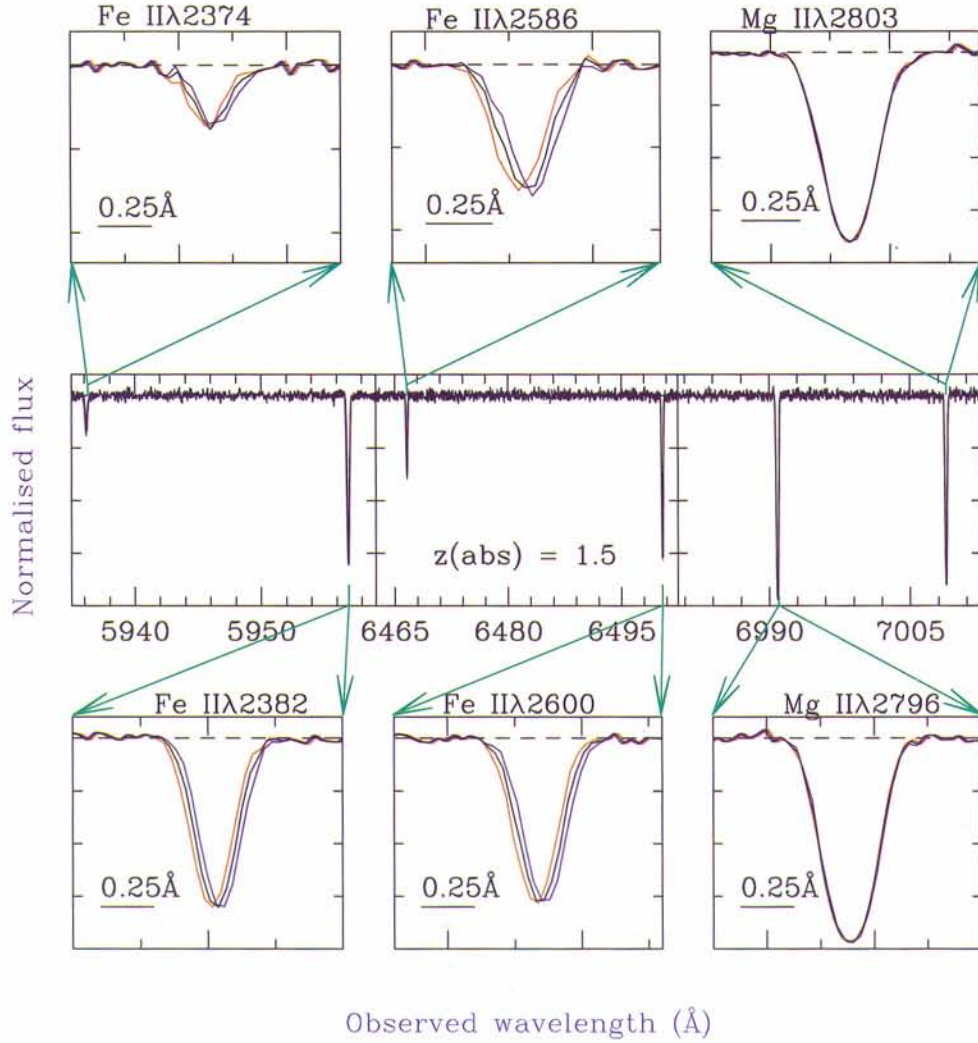 Fe IIλ2374
Fe IIλ2586
Mg IIλ2803
0.25Å
0.25Å
0.25Å
Normalised flux
z(abs) = 1.5
5940
5950
6465
6480
6495
6990
7005
Fe IIλ2382
Fe IIλ2600
Mg IIλ2796
0.25Å
0.25Å
0.25Å
Observed wavelength (Å)